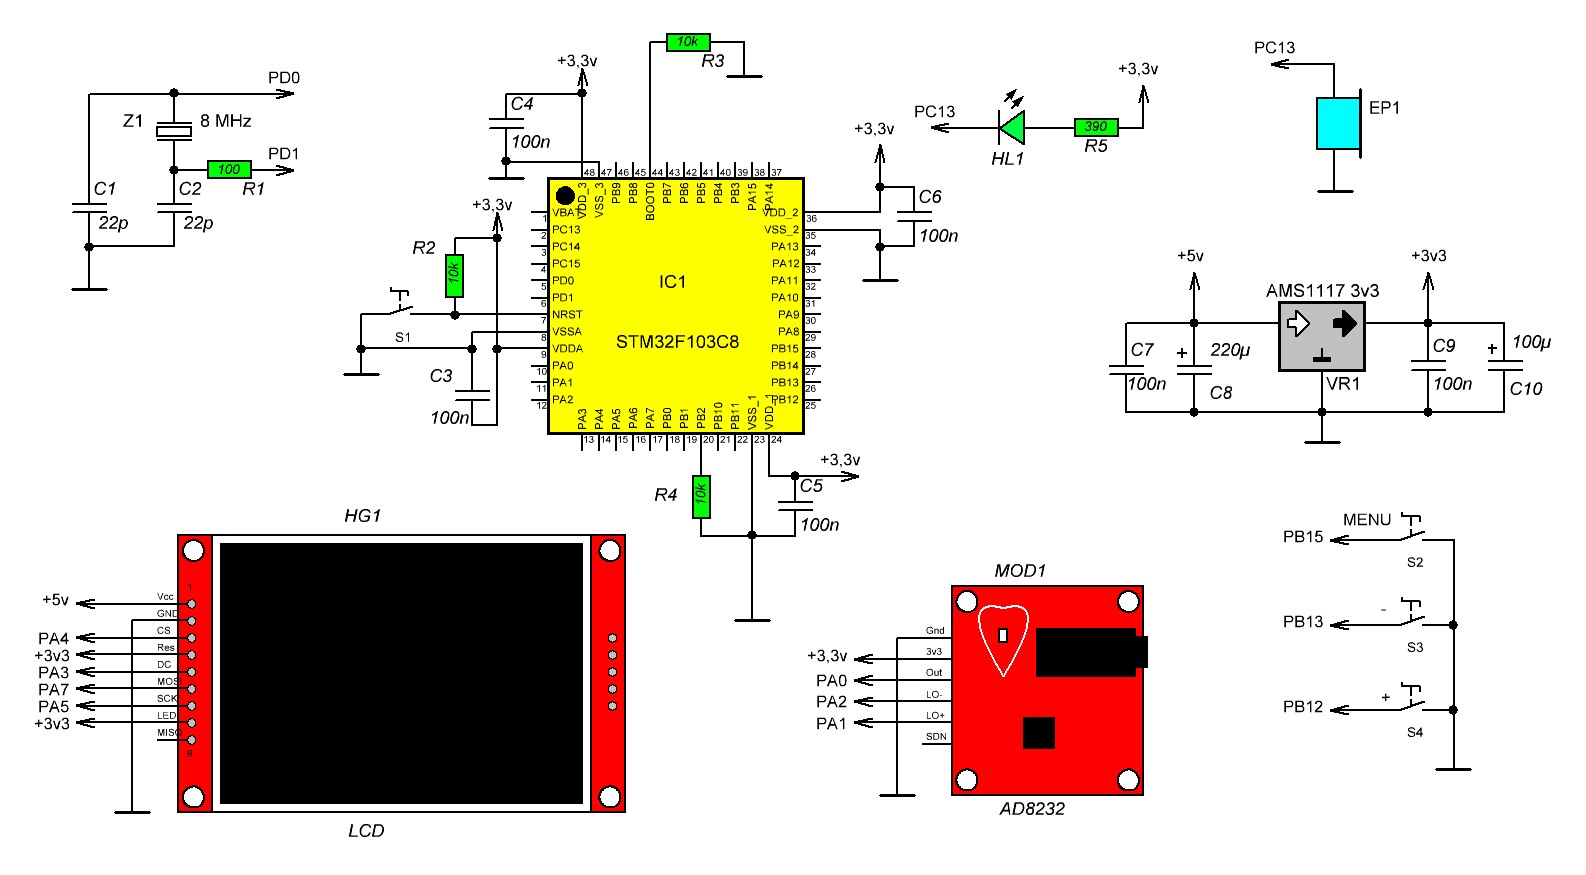 PD0
Z1
8 MHz
PD1
100
R1
C1
22p
C2
22p
+3,3v
C4
100n
10k
R3
48
47
46
45
44
43
42
41
40
39
38
37
VDD_3
VSS_3
PB9
PB8
BOOT0
PB7
PB6
PB5
PB4
PB3
PA15
PA14
+3,3v
R2
10k
S1
C3
100n
1
2
3
4
5
6
7
8
9
10
11
12
VBA
PC13
PC14
PC15
PD0
PD1
NRST
VSSA
VDDA
PA0
PA1
PA2
IC1
STM32F103C8
VDD_2
VSS_2
PA13
PA12
PA11
PA10
PA9
PA8
PB15
PB14
PB13
PB12
36
35
34
33
32
31
30
29
28
27
26
25
PA3
PA4
PA5
PA6
PA7
PB0
PB1
PB2
PB10
PB11
VSS_1
VDD_1
13
14
15
16
17
18
19
20
21
22
23
24
R4
10k
+3,3v
C5
100n
+3,3v
C6
100n
PC13
HL1
390
R5
+3,3v
PC13
EP1
+5v
+3v3
AMS1117 3v3
C7
100n
220µ
+
C8
VR1
C9
100n
+
100µ
C10
HG1
1
+5v
Vcc
GND
PA4
CS
+3v3
Res
PA3
DC
PA7
MOSI
PA5
SCK
+3v3
LED
MISO
9
LCD
MOD1
Gnd
+3,3v
3v3
PA0
Out
PA2
LO-
PA1
LO+
SDN
AD8232
MENU
PB15
S2
-
PB13
S3
+
PB12
S4